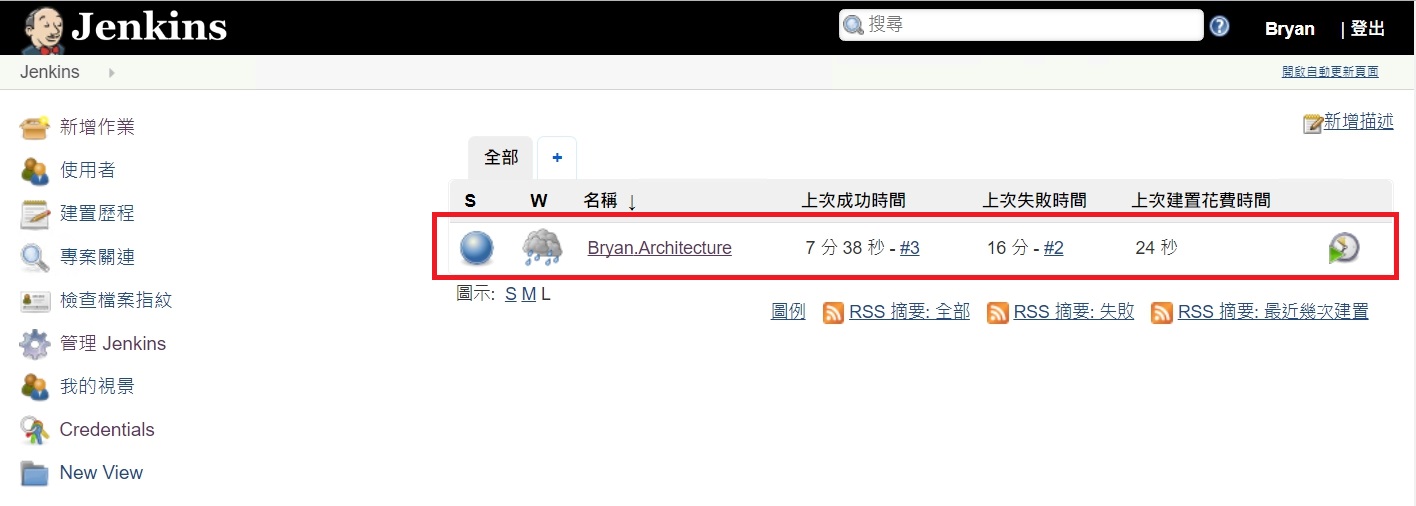 Jenkins
搜尋
Bryan | 登出
Jenkins
開啟自動更新頁面
新增作業
使用者
建置歷程
專案關連
檢查檔案指紋
管理 Jenkins
我的視景
Credentials
New View
新增描述
全部 +
S W 名稱 ↓ 上次成功時間 上次失敗時間 上次建置花費時間
Bryan.Architecture 7 分 38 秒 - #3 16 分 - #2 24 秒
圖示: S M L
圖例 RSS 摘要: 全部 RSS 摘要: 失敗 RSS 摘要: 最近幾次建置